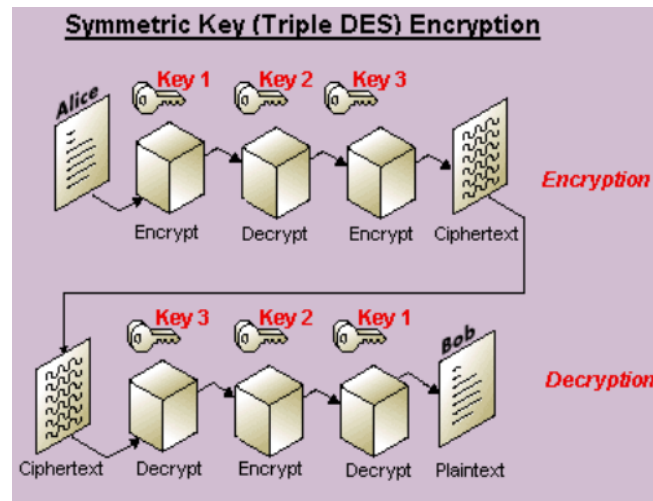 Symmetric Key (Triple DES) Encryption
Alice
Key 1 Key 2 Key 3
Encryption
Encrypt Decrypt Encrypt Ciphertext
Key 3 Key 2 Key 1
Bob
Decryption
Ciphertext Decrypt Encrypt Decrypt Plaintext